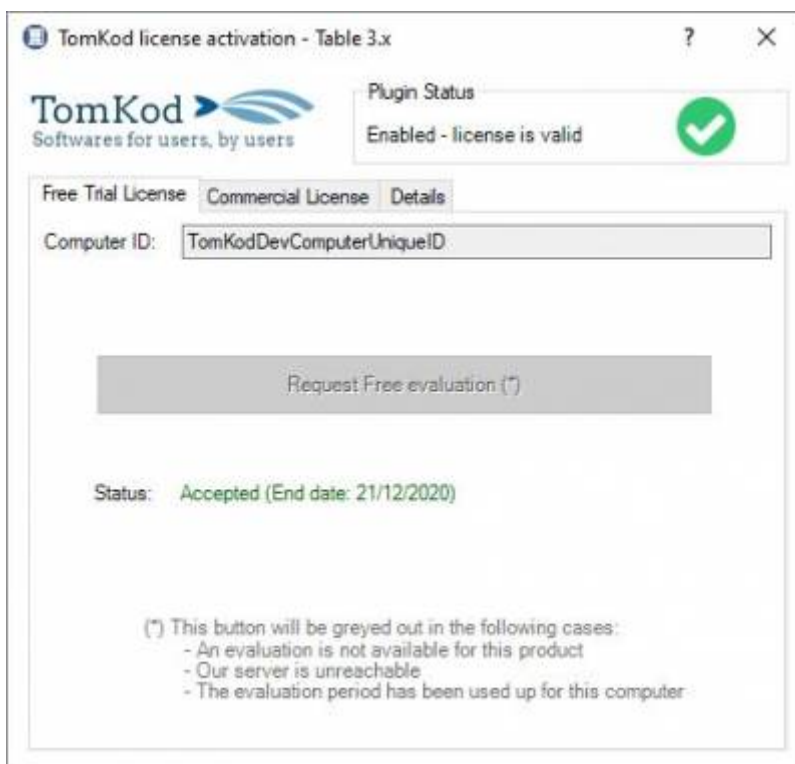 TomKod license activation - Table 3.x
?
TomKod
Softwares for users, by users
Plugin Status
Enabled - license is valid
Free Trial License
Commercial License
Details
Computer ID:
TomKodDevComputerUniqueID
Request Free evaluation (*)
Status:
Accepted (End date: 21/12/2020)
(*) This button will be greyed out in the following cases:
- An evaluation is not available for this product
- Our server is unreachable
- The evaluation period has been used up for this computer